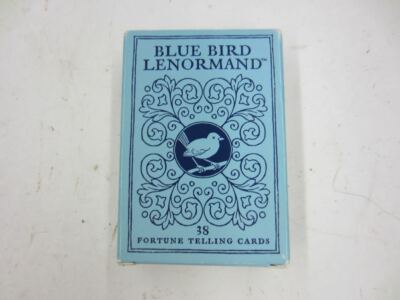 BLUE BIRD
LENORMAND™
38
FORTUNE TELLING CARDS